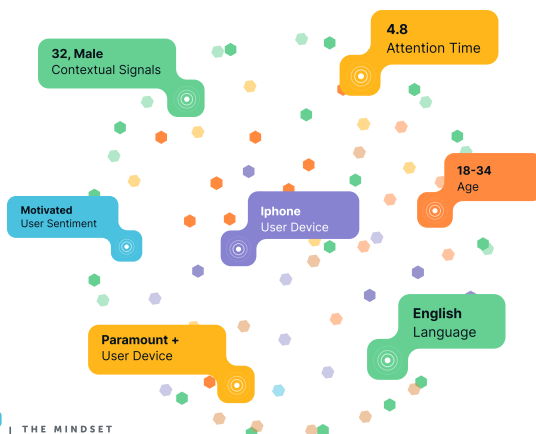 4.8
Attention Time
32, Male
Contextual Signals
18-34
Age
Motivated
User Sentiment
Iphone
User Device
English
Language
Paramount +
User Device
| THE MINDSET